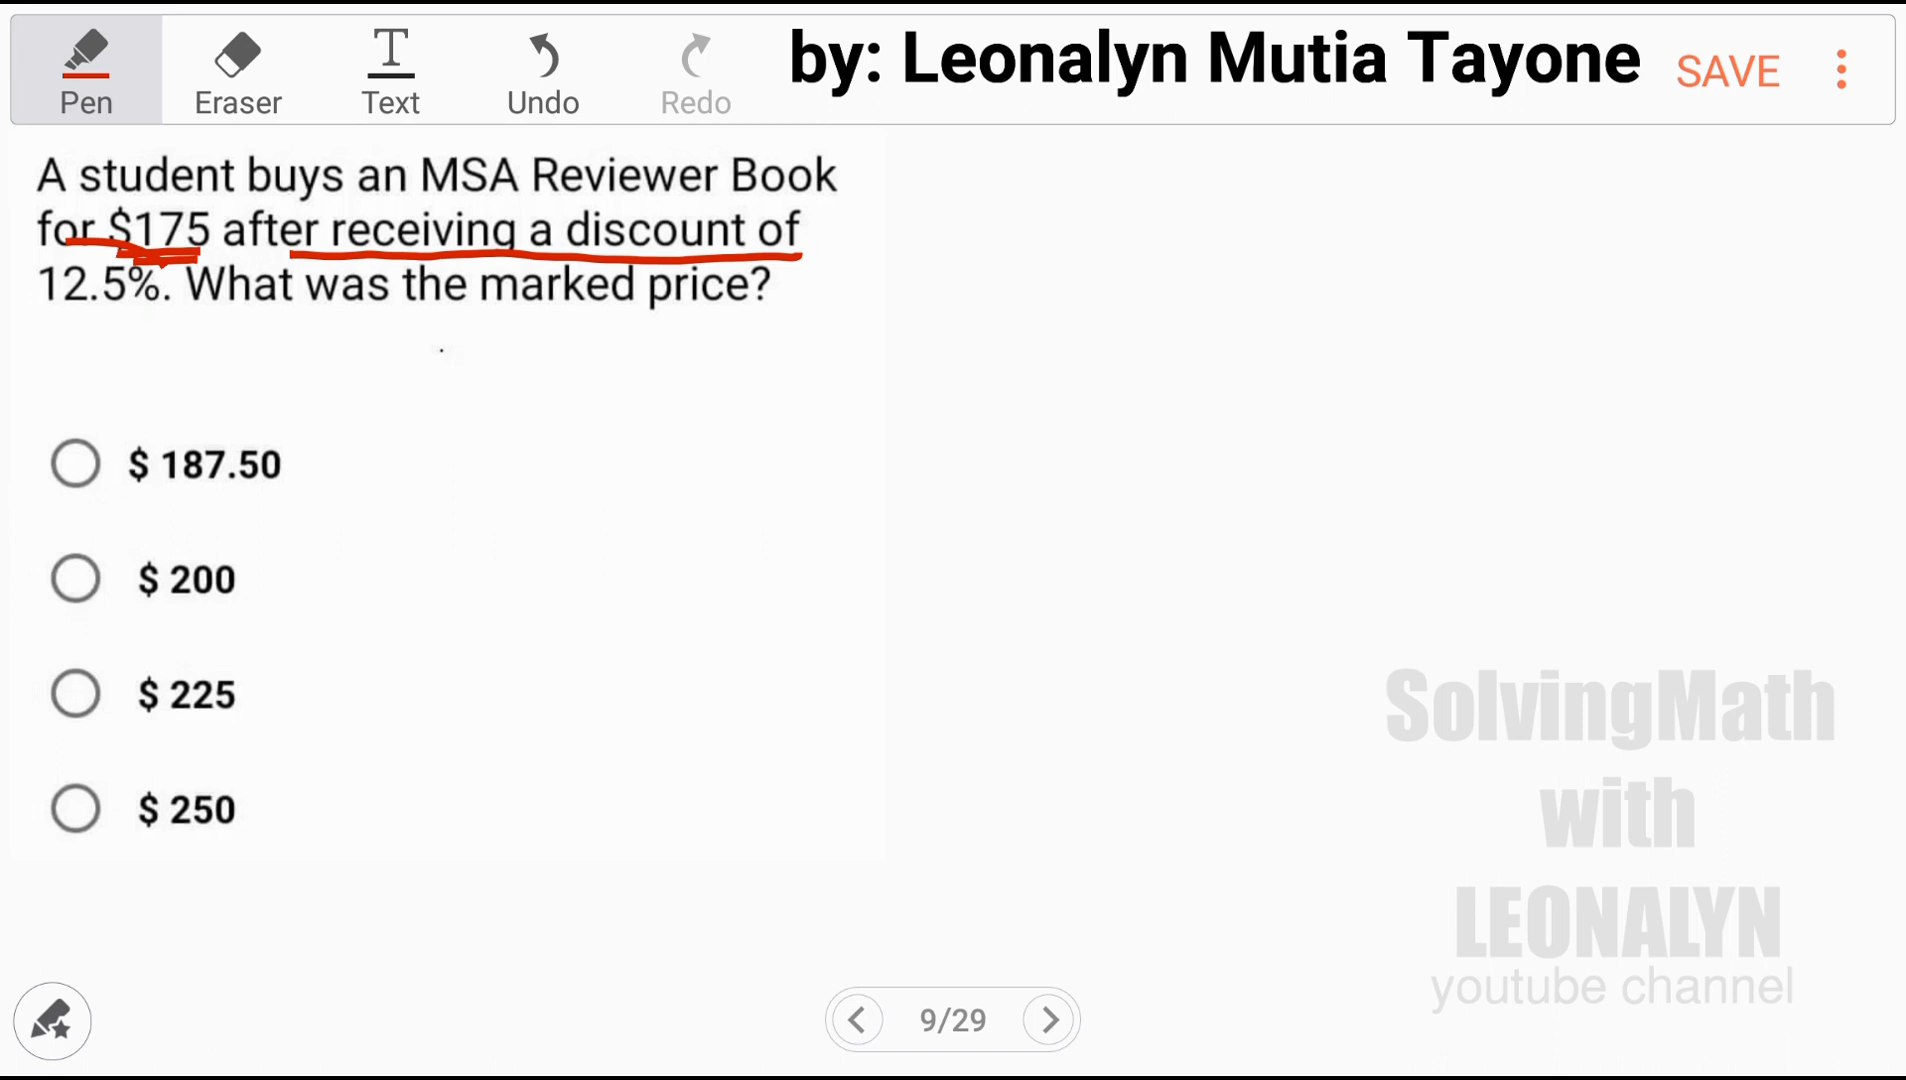 Pen
Eraser
Text
Undo
Redo
by: Leonalyn Mutia Tayone
SAVE
A student buys an MSA Reviewer Book
for $175 after receiving a discount of
12.5%. What was the marked price?
$ 187.50
$ 200
$ 225
$ 250
SolvingMath
with
LEONALYN
youtube channel
9/29